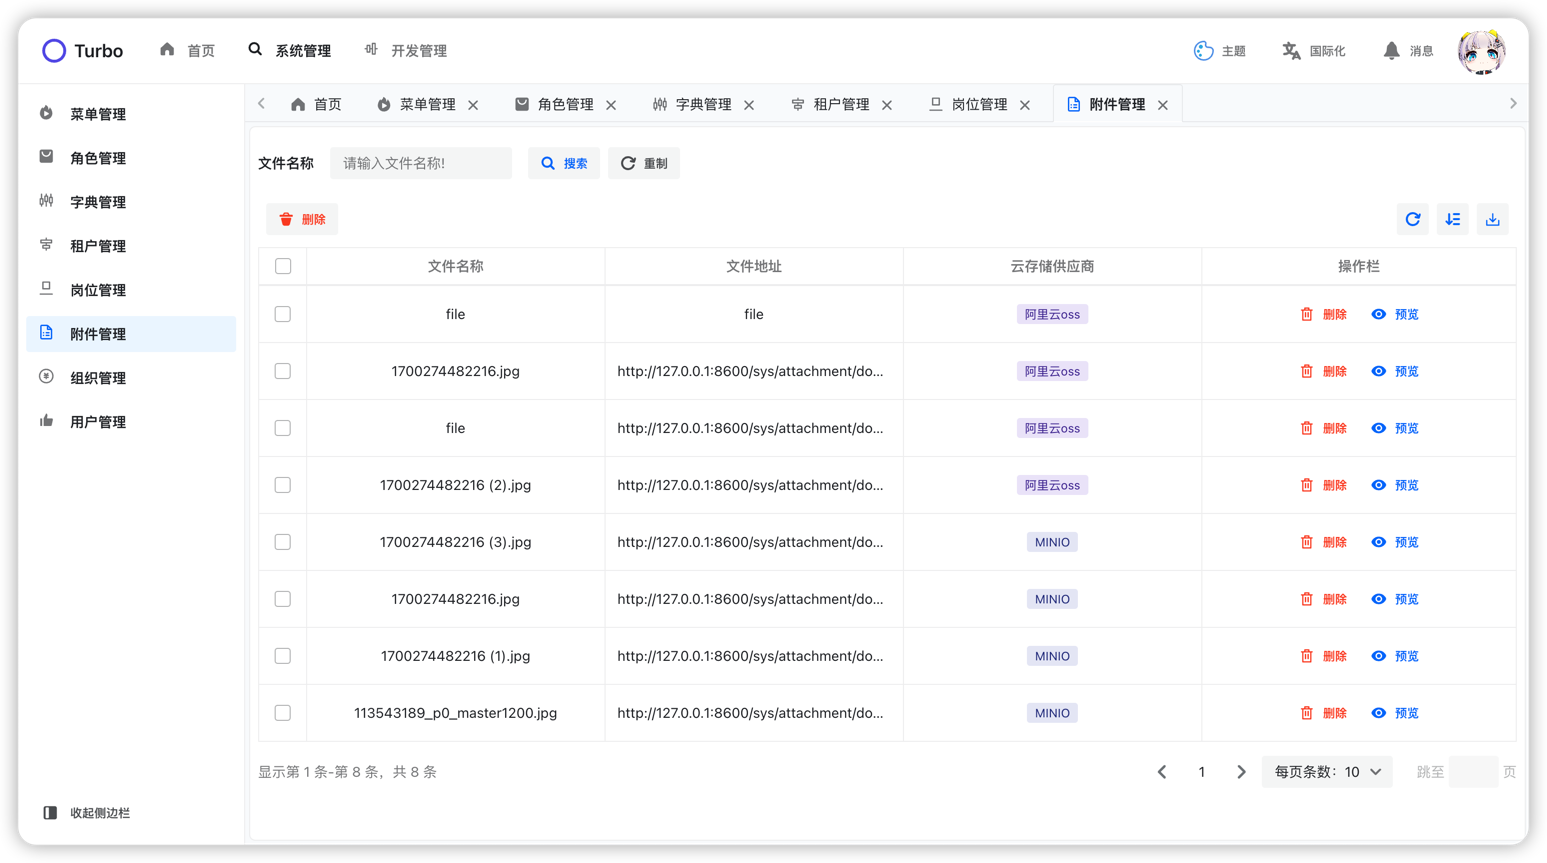 Turbo 首页 系统管理 开发管理 主题 国际化 消息
首页 菜单管理 角色管理 字典管理 租户管理 岗位管理 附件管理
菜单管理
角色管理
字典管理
租户管理
岗位管理
附件管理
组织管理
用户管理
收起侧边栏
文件名称 请输入文件名称! 搜索 重制
删除
文件名称 文件地址 云存储供应商 操作栏
file file 阿里云oss 删除 预览
1700274482216.jpg http://127.0.0.1:8600/sys/attachment/do... 阿里云oss 删除 预览
file http://127.0.0.1:8600/sys/attachment/do... 阿里云oss 删除 预览
1700274482216 (2).jpg http://127.0.0.1:8600/sys/attachment/do... 阿里云oss 删除 预览
1700274482216 (3).jpg http://127.0.0.1:8600/sys/attachment/do... MINIO 删除 预览
1700274482216.jpg http://127.0.0.1:8600/sys/attachment/do... MINIO 删除 预览
1700274482216 (1).jpg http://127.0.0.1:8600/sys/attachment/do... MINIO 删除 预览
113543189_p0_master1200.jpg http://127.0.0.1:8600/sys/attachment/do... MINIO 删除 预览
显示第 1 条-第 8 条，共 8 条 1 每页条数：10 跳至 页